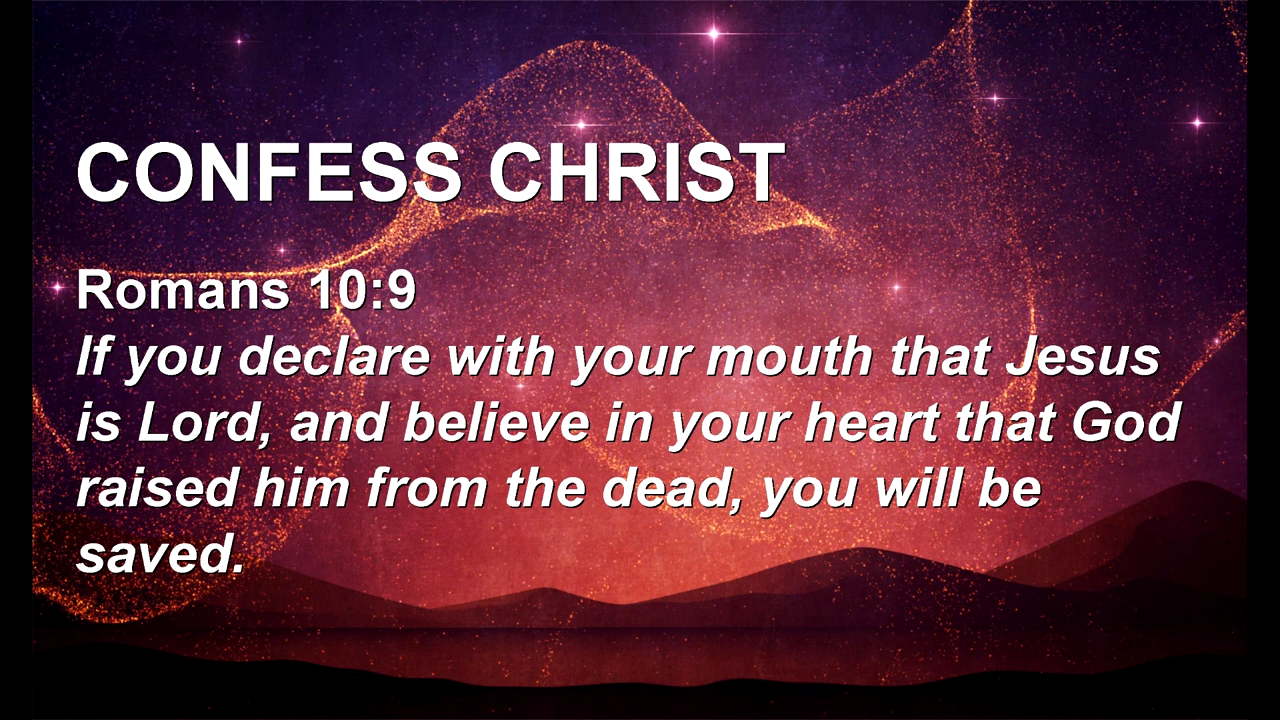 CONFESS CHRIST
Romans 10:9
If you declare with your mouth that Jesus
is Lord, and believe in your heart that God
raised him from the dead, you will be
saved.